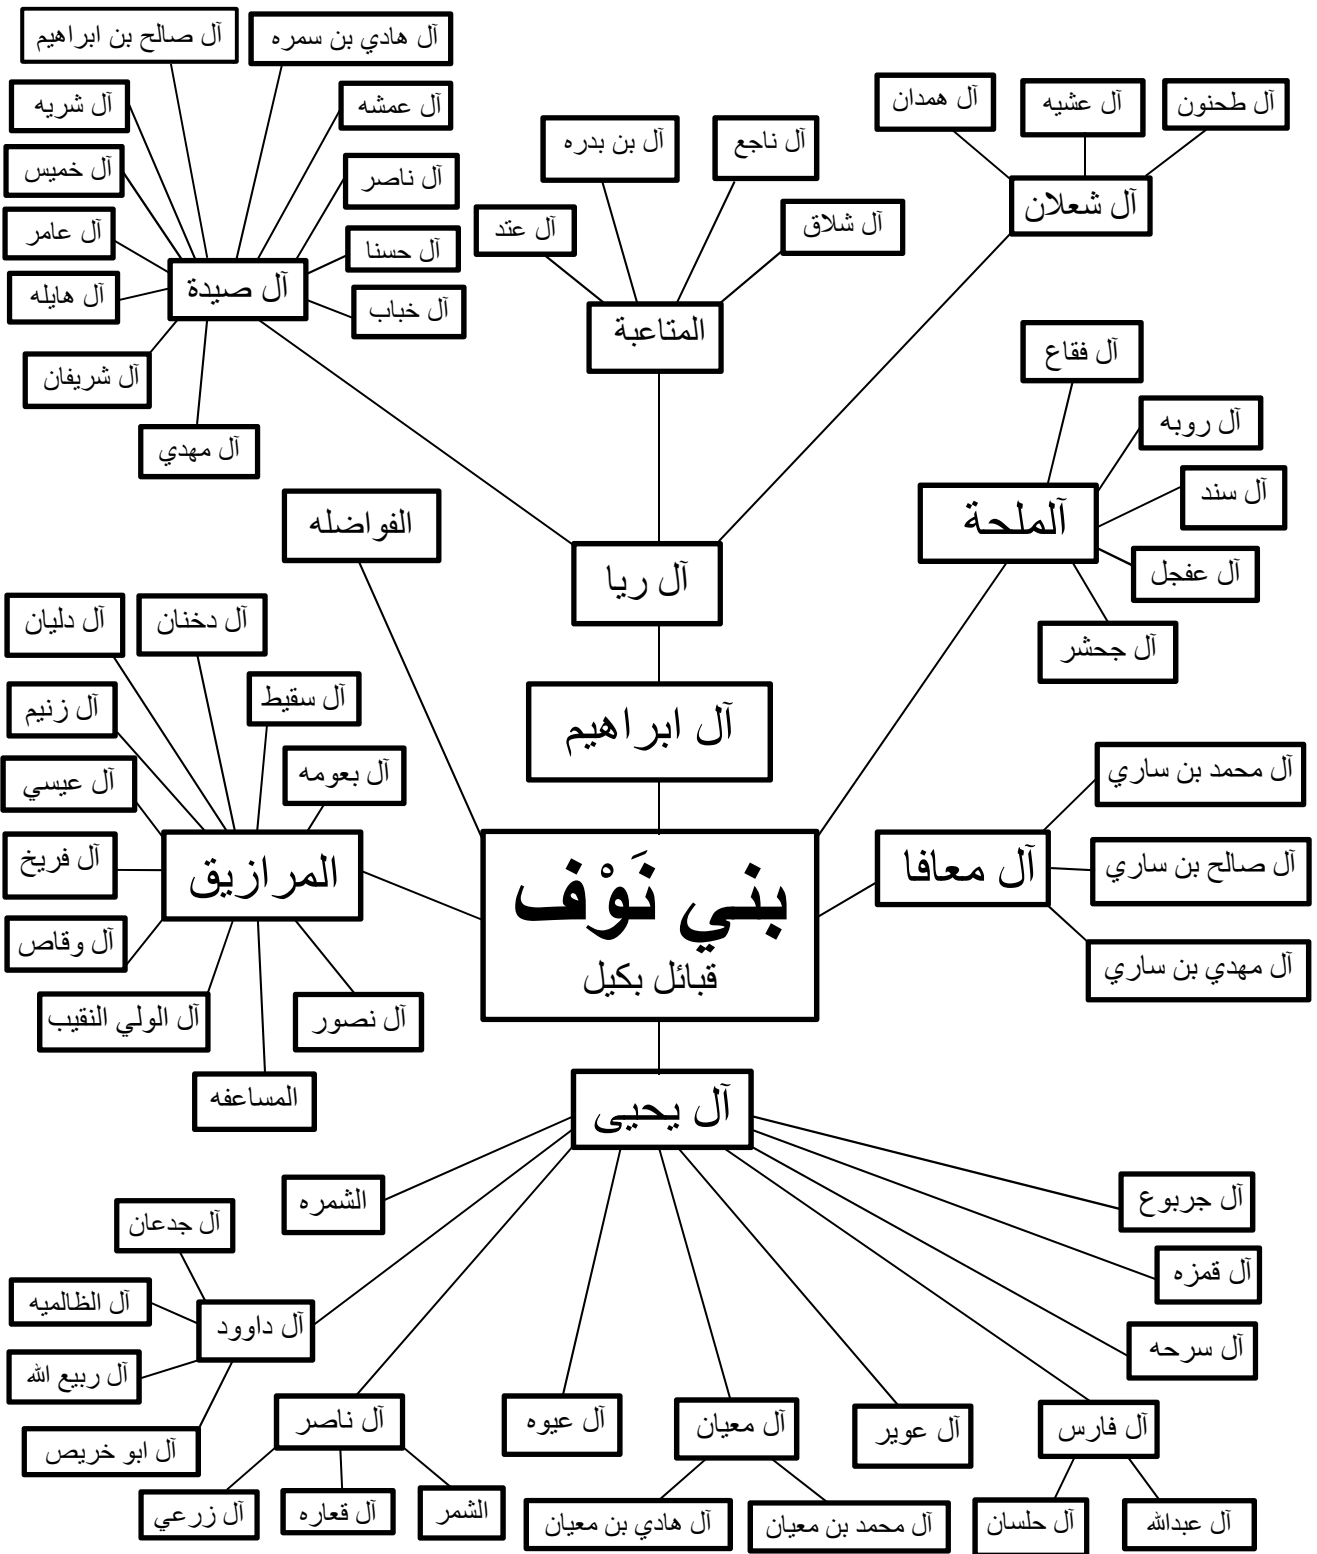 آل صالح بن ابراهيم
آل هادي بن سمره
آل شريه
آل عمشه
آل خميس
آل ناصر
آل عامر
آل حسنا
آل صيدة
آل هايله
آل خباب
آل شريفان
آل مهدي
آل بن بدره
آل ناجع
آل عتد
آل شلاق
المتاعبة
آل همدان
آل عشيه
آل طحنون
آل شعلان
آل فقاع
آل روبه
آل سند
آلملحة
آل عفجل
آل جحشر
الفواضله
آل ريا
آل ابراهيم
آل دليان
آل دخنان
آل زنيم
آل سقيط
آل عيسي
آل بعومه
آل فريخ
المرازيق
آل وقاص
آل الولي النقيب
آل نصور
المساعفه
بني نَوْف
قبائل بكيل
آل معافا
آل محمد بن ساري
آل صالح بن ساري
آل مهدي بن ساري
آل يحيى
الشمره
آل جربوع
آل قمزه
آل سرحه
آل جدعان
آل الظالميه
آل داوود
آل ربيع الله
آل ابو خريص
آل ناصر
آل عيوه
آل معيان
آل عوير
آل فارس
آل زرعي
آل قعاره
الشمر
آل هادي بن معيان
آل محمد بن معيان
آل حلسان
آل عبدالله